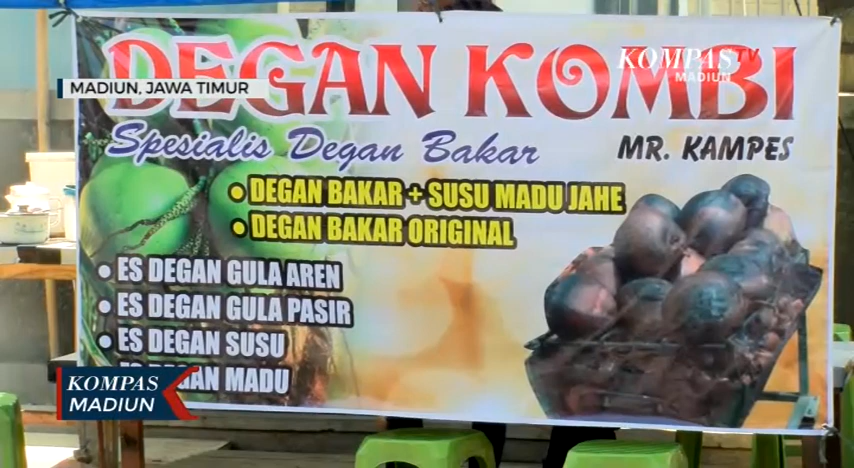 DEGAN KOMBI
KOMPAS TV
MADIUN
MADIUN, JAWA TIMUR
Spesialis Degan Bakar
MR. KAMPES
• DEGAN BAKAR + SUSU MADU JAHE
• DEGAN BAKAR ORIGINAL
• ES DEGAN GULA AREN
• ES DEGAN GULA PASIR
• ES DEGAN SUSU
DEGAN MADU
KOMPAS
MADIUN